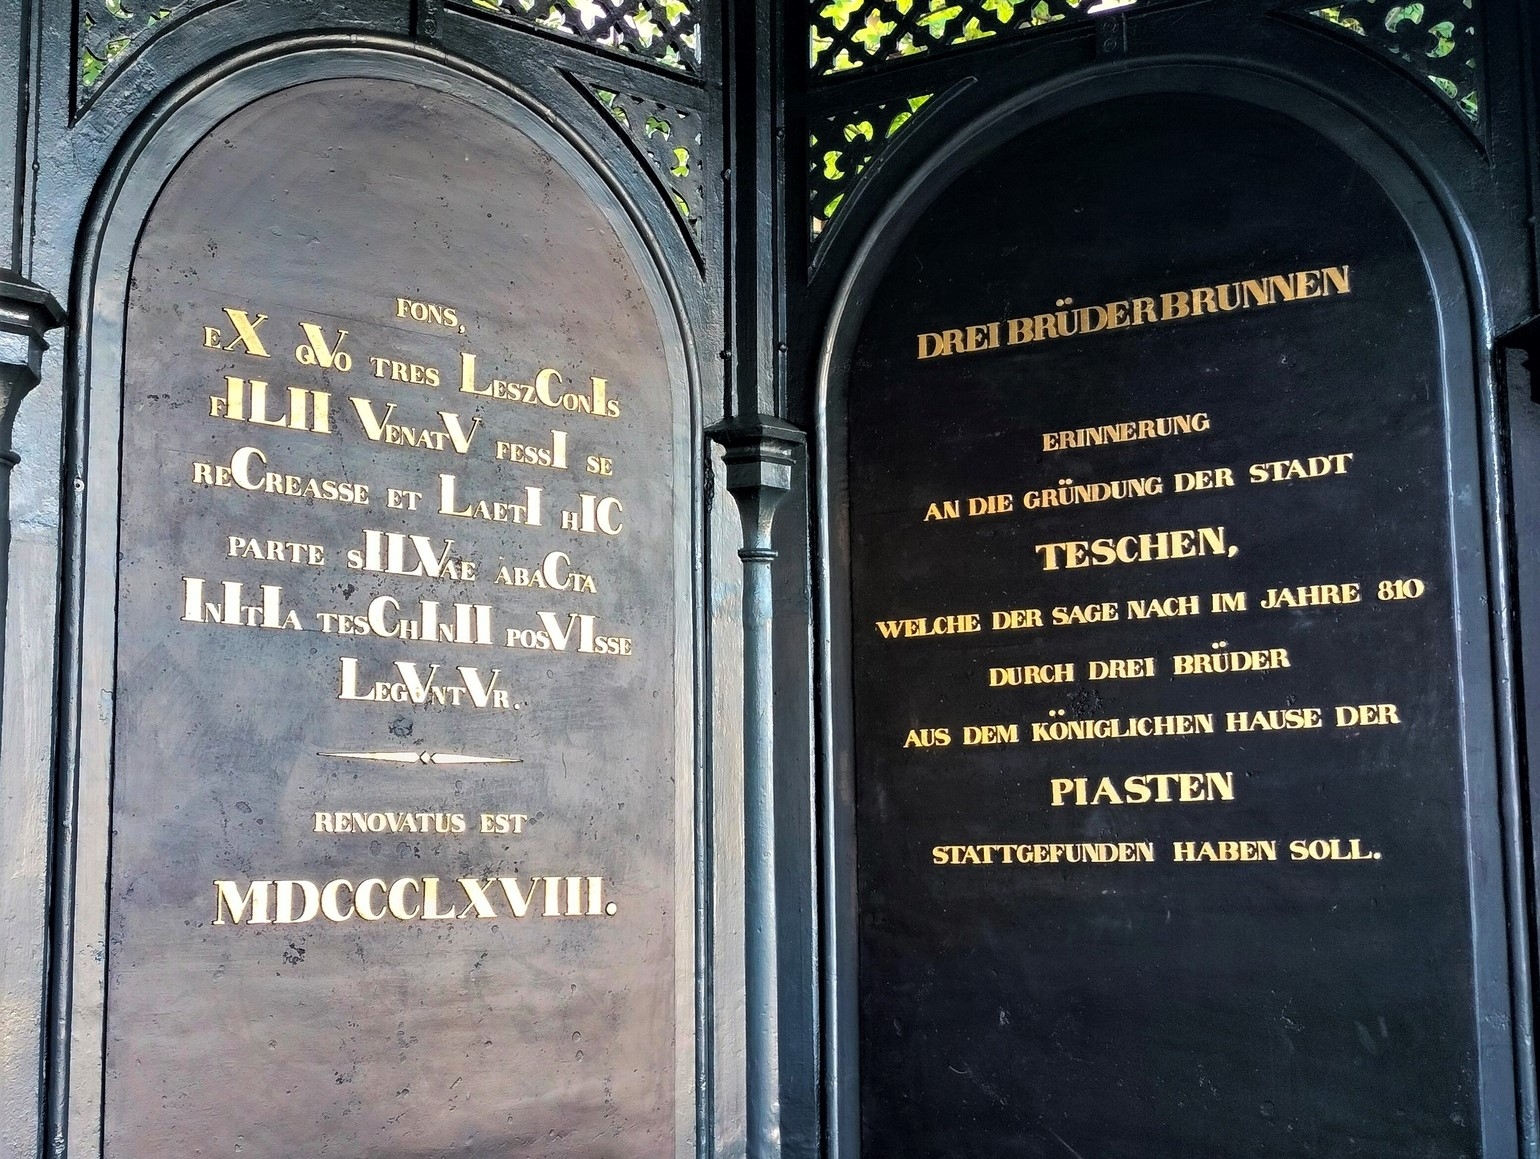 FONS,
EX QVO TRES LESZCONIS
FILII VENATV FESSI SE
RECREASSE ET LAETI HIC
PARTE SIILVAE ABACTA
INITIA TESCHINII POSVISSE
LEGVNTVR.
RENOVATUS EST
MDCCCLXVIII.
DREI BRÜDER BRUNNEN
ERINNERUNG
AN DIE GRÜNDUNG DER STADT
TESCHEN,
WELCHE DER SAGE NACH IM JAHRE 810
DURCH DREI BRÜDER
AUS DEM KÖNIGLICHEN HAUSE DER
PIASTEN
STATTGEFUNDEN HABEN SOLL.